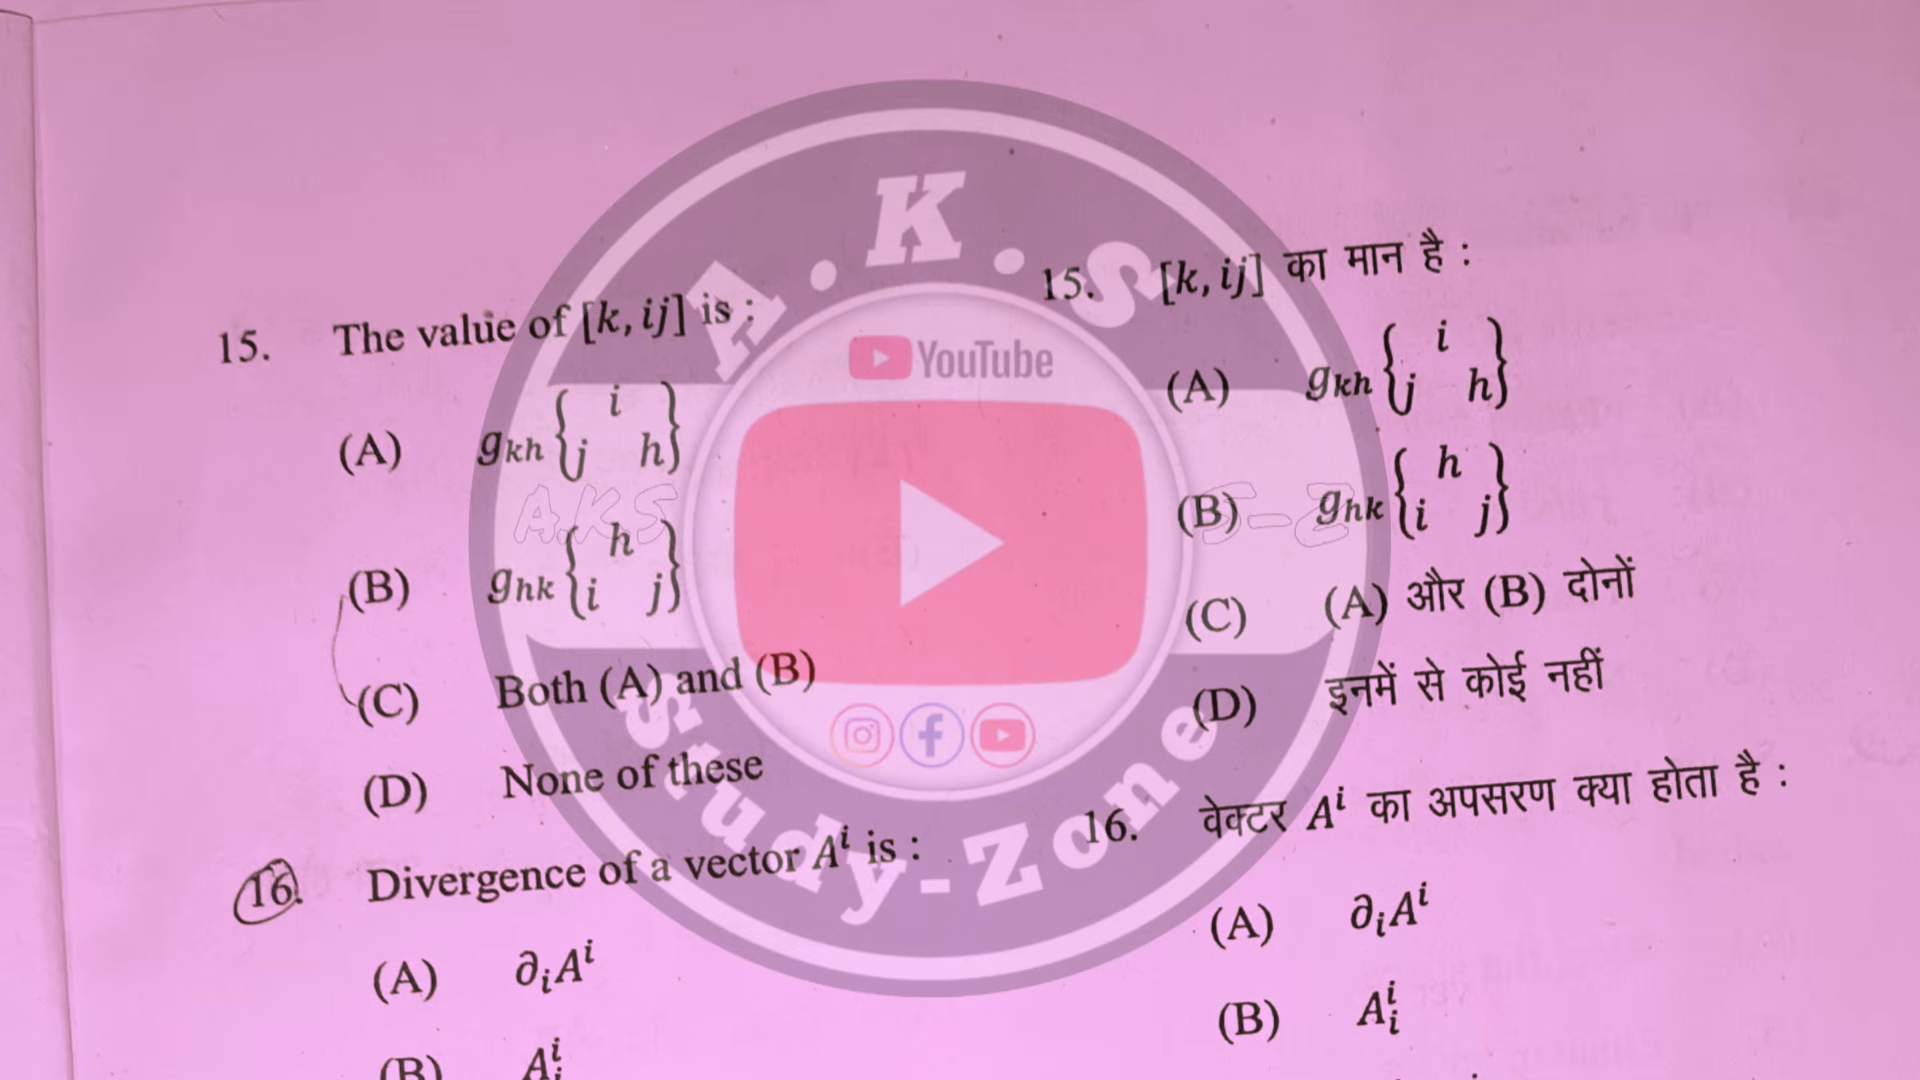 15. The value of [k, ij] is :
(A) g_{kh} { i
j h }
(B) g_{hk} { h
i j }
(C) Both (A) and (B)
(D) None of these
16. Divergence of a vector A^i is :
(A) ∂_i A^i
(B) A^i_i
15. [k, ij] का मान है :
(A) g_{kh} { i
j h }
(B) g_{hk} { h
i j }
(C) (A) और (B) दोनों
(D) इनमें से कोई नहीं
16. वेक्टर A^i का अपसरण क्या होता है :
(A) ∂_i A^i
(B) A^i_i
A.K.S
YouTube
A.K.S
S-Z
Study-Zone